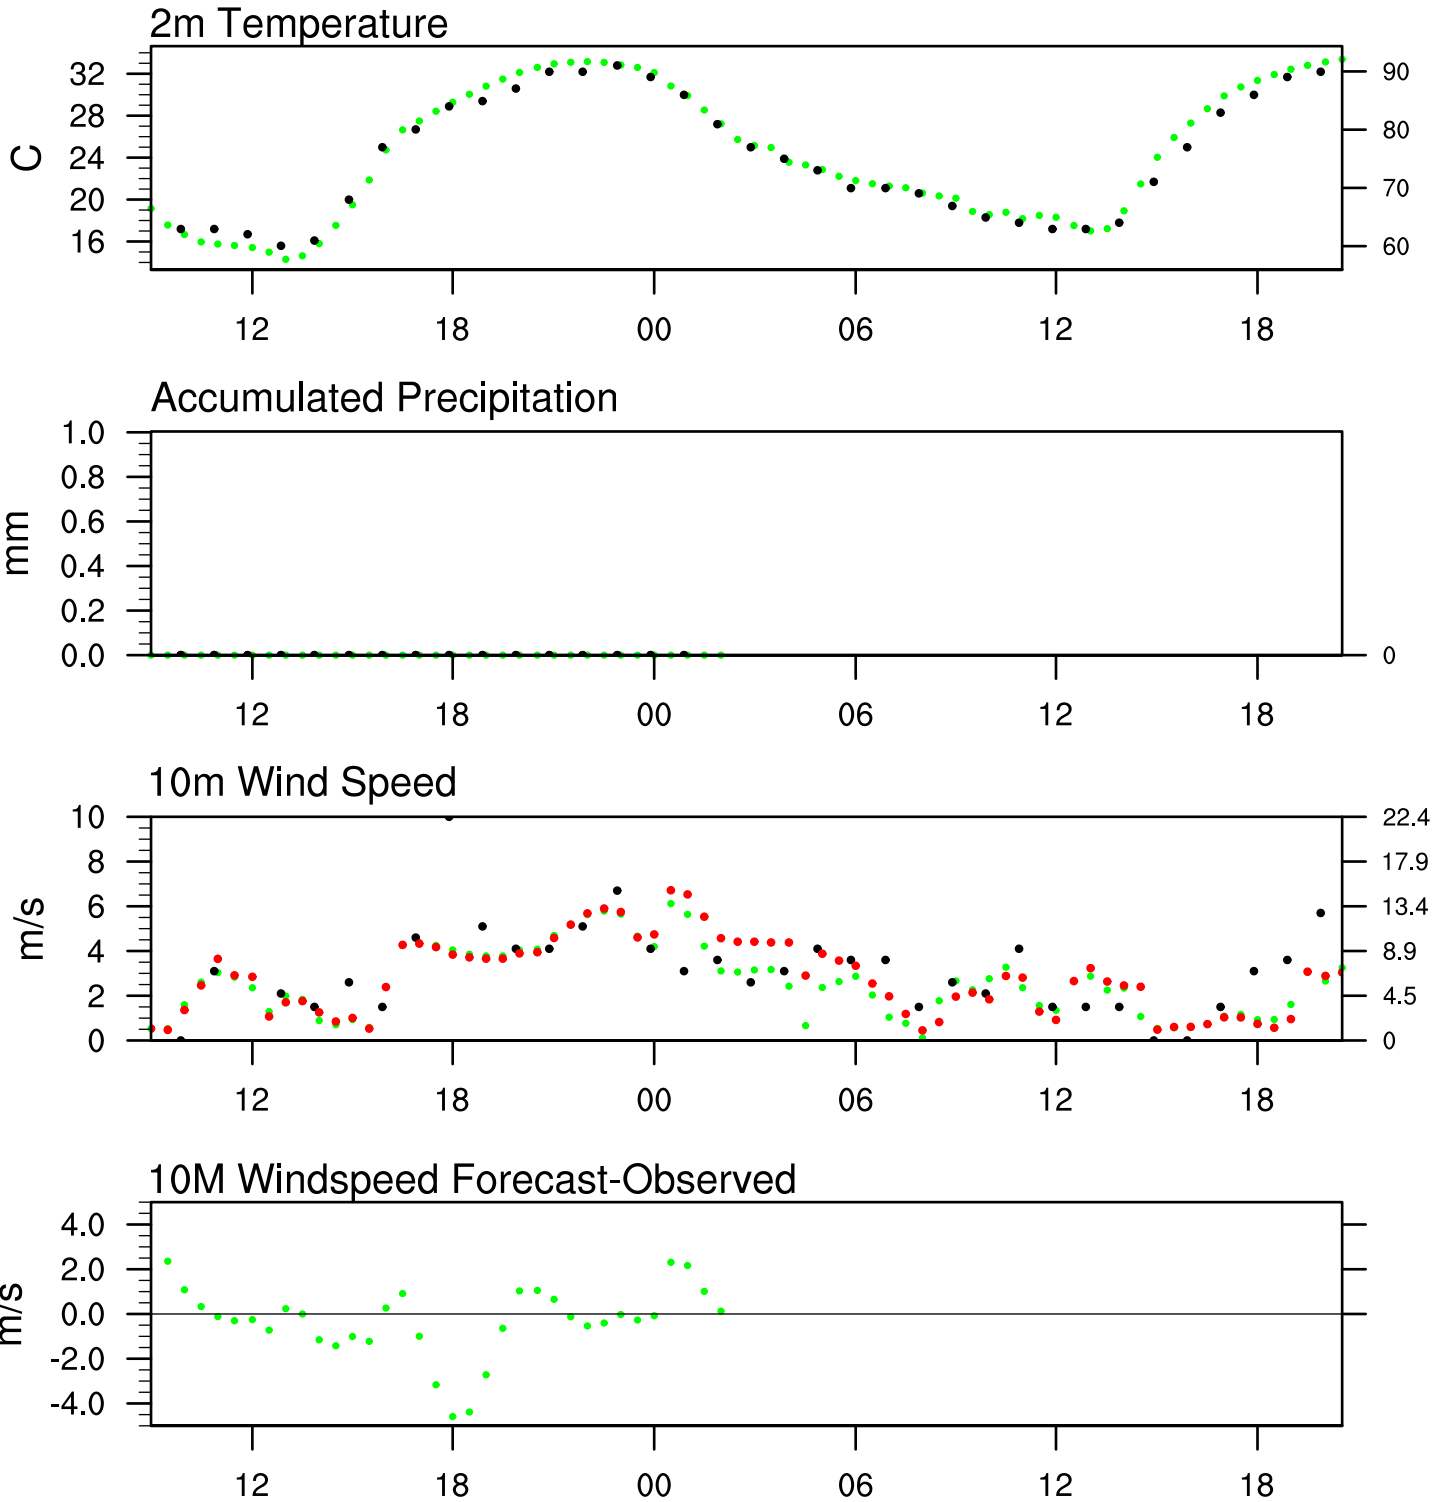 2m Temperature
32
28
24
20
16
C
90
80
70
60
12 18 00 06 12 18
Accumulated Precipitation
1.0
0.8
0.6
0.4
0.2
0.0
mm
0
12 18 00 06 12 18
10m Wind Speed
10
8
6
4
2
0
m/s
22.4
17.9
13.4
8.9
4.5
0
12 18 00 06 12 18
10M Windspeed Forecast-Observed
4.0
2.0
0.0
-2.0
-4.0
m/s
12 18 00 06 12 18